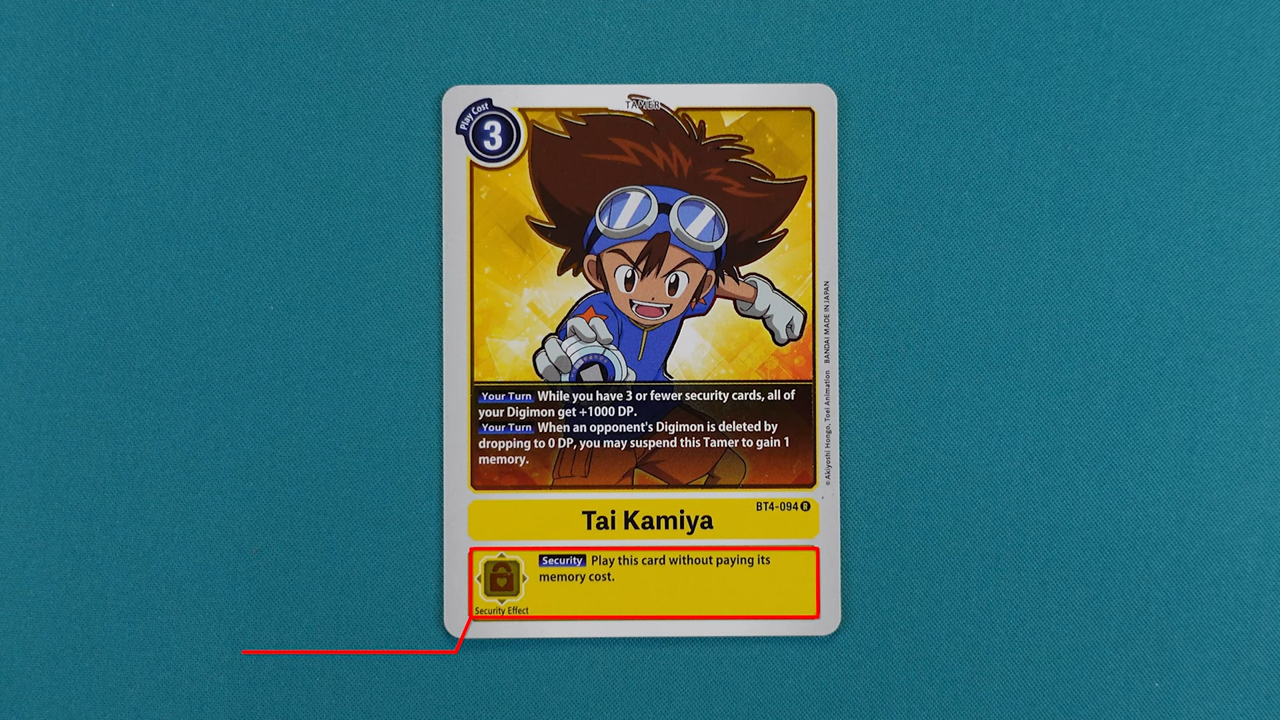 Play Cost
3
TAMER
Your Turn While you have 3 or fewer security cards, all of
your Digimon get +1000 DP.
Your Turn When an opponent's Digimon is deleted by
dropping to 0 DP, you may suspend this Tamer to gain 1
memory.
©Akiyoshi Hongo, Toei Animation BANDAI MADE IN JAPAN
BT4-094 R
Tai Kamiya
Security Play this card without paying its
memory cost.
Security Effect